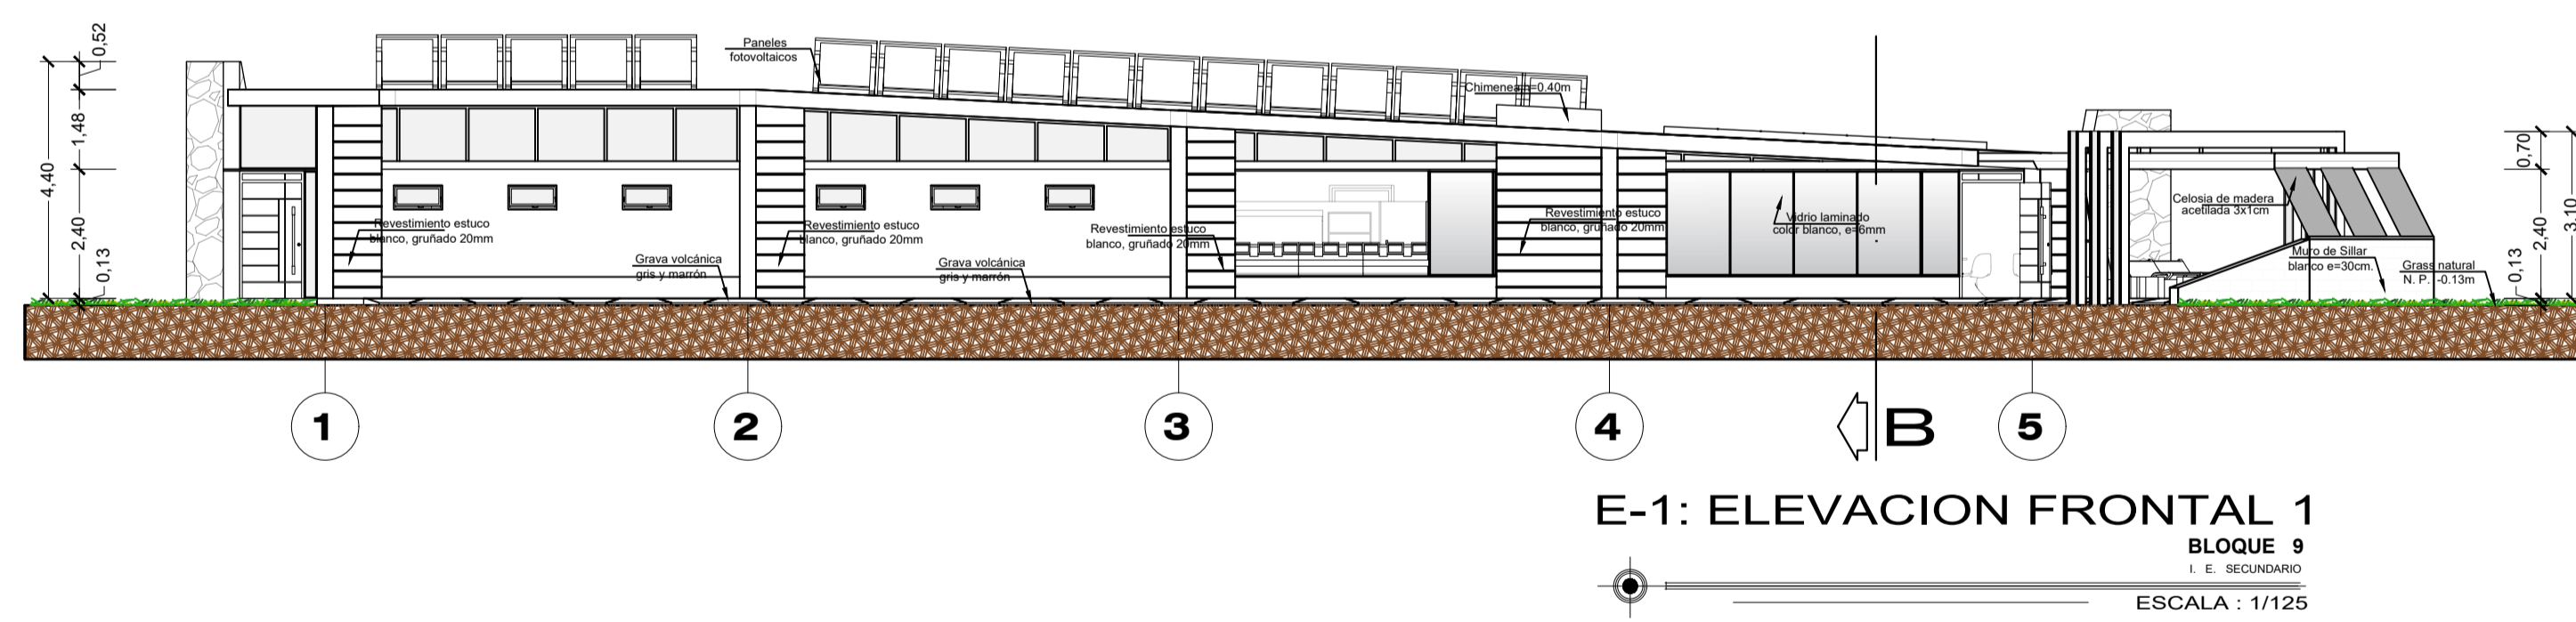 0,52
1,48
4,40
2,40
0,13
Paneles
fotovoltaicos
Chimenea h=0.40m
Revestimiento estuco
blanco, gruñado 20mm
Grava volcánica
gris y marrón
Revestimiento estuco
blanco, gruñado 20mm
Grava volcánica
gris y marrón
Revestimiento estuco
blanco, gruñado 20mm
Revestimiento estuco
blanco, gruñado 20mm
Vidrio laminado
color blanco, e=6mm
Celosia de madera
acetilada 3x1cm
Muro de Sillar
blanco e=30cm.
Grass natural
N. P. -0.13m
0,70
2,40
3,10
0,13
1
2
3
4
B
5
E-1: ELEVACION FRONTAL 1
BLOQUE 9
I. E. SECUNDARIO
ESCALA : 1/125